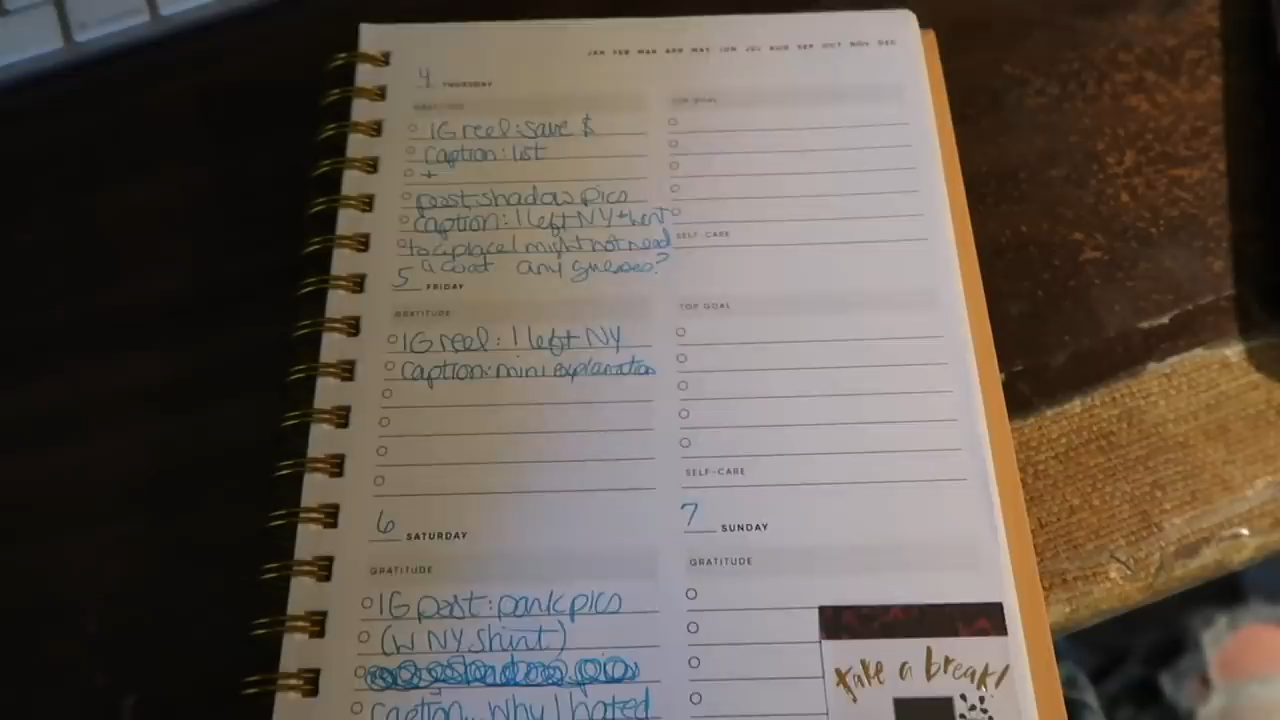 JAN FEB MAR APR MAY JUN JUL AUG SEP OCT NOV DEC
4 THURSDAY
GRATITUDE
IG reel: save $
Caption: list
+
post shadow pics
caption: I left NY + went
to a place I might not need
a coat any guesses?
TOP GOAL
SELF-CARE
5 FRIDAY
GRATITUDE
IG reel: I left NY
Caption: mini explanation
TOP GOAL
SELF-CARE
6 SATURDAY
GRATITUDE
IG post: park pics
(W NY shirt)
caption: Why I hated
7 SUNDAY
GRATITUDE
take a break!